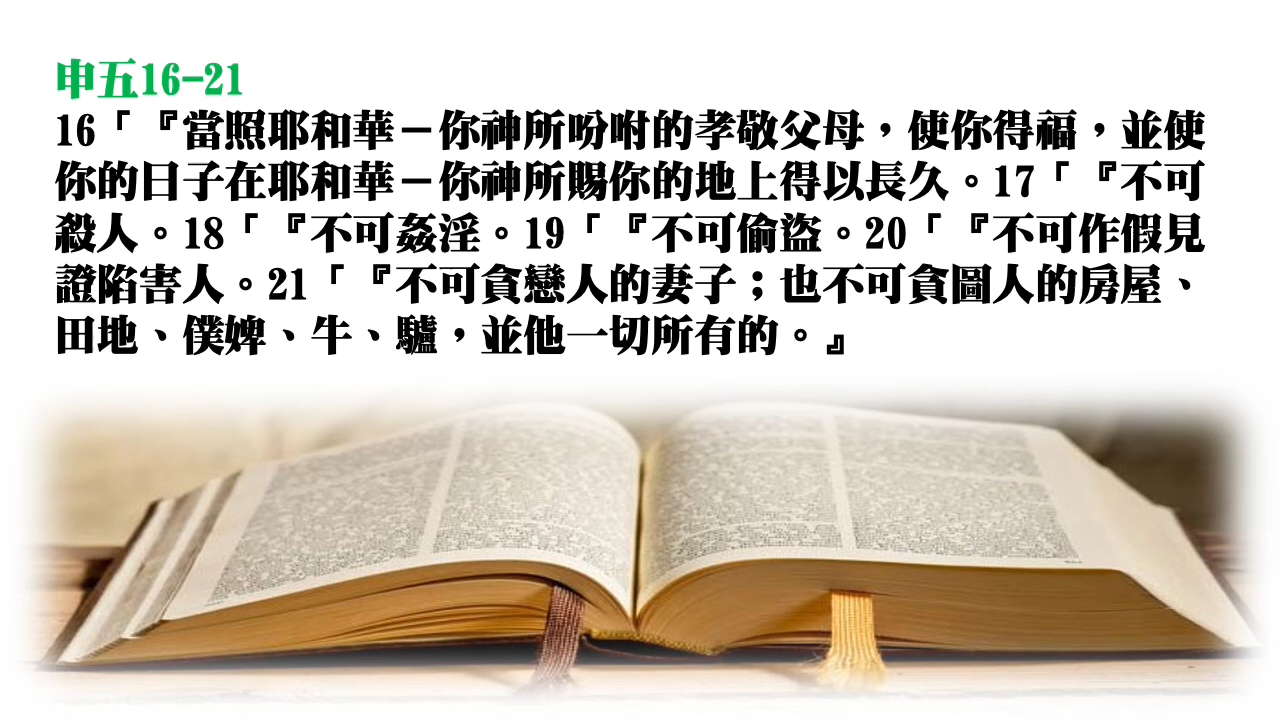 申五16-21
16「『當照耶和華－你神所吩咐的孝敬父母，使你得福，並使
你的日子在耶和華－你神所賜你的地上得以長久。17「『不可
殺人。18「『不可姦淫。19「『不可偷盜。20「『不可作假見
證陷害人。21「『不可貪戀人的妻子；也不可貪圖人的房屋、
田地、僕婢、牛、驢，並他一切所有的。』